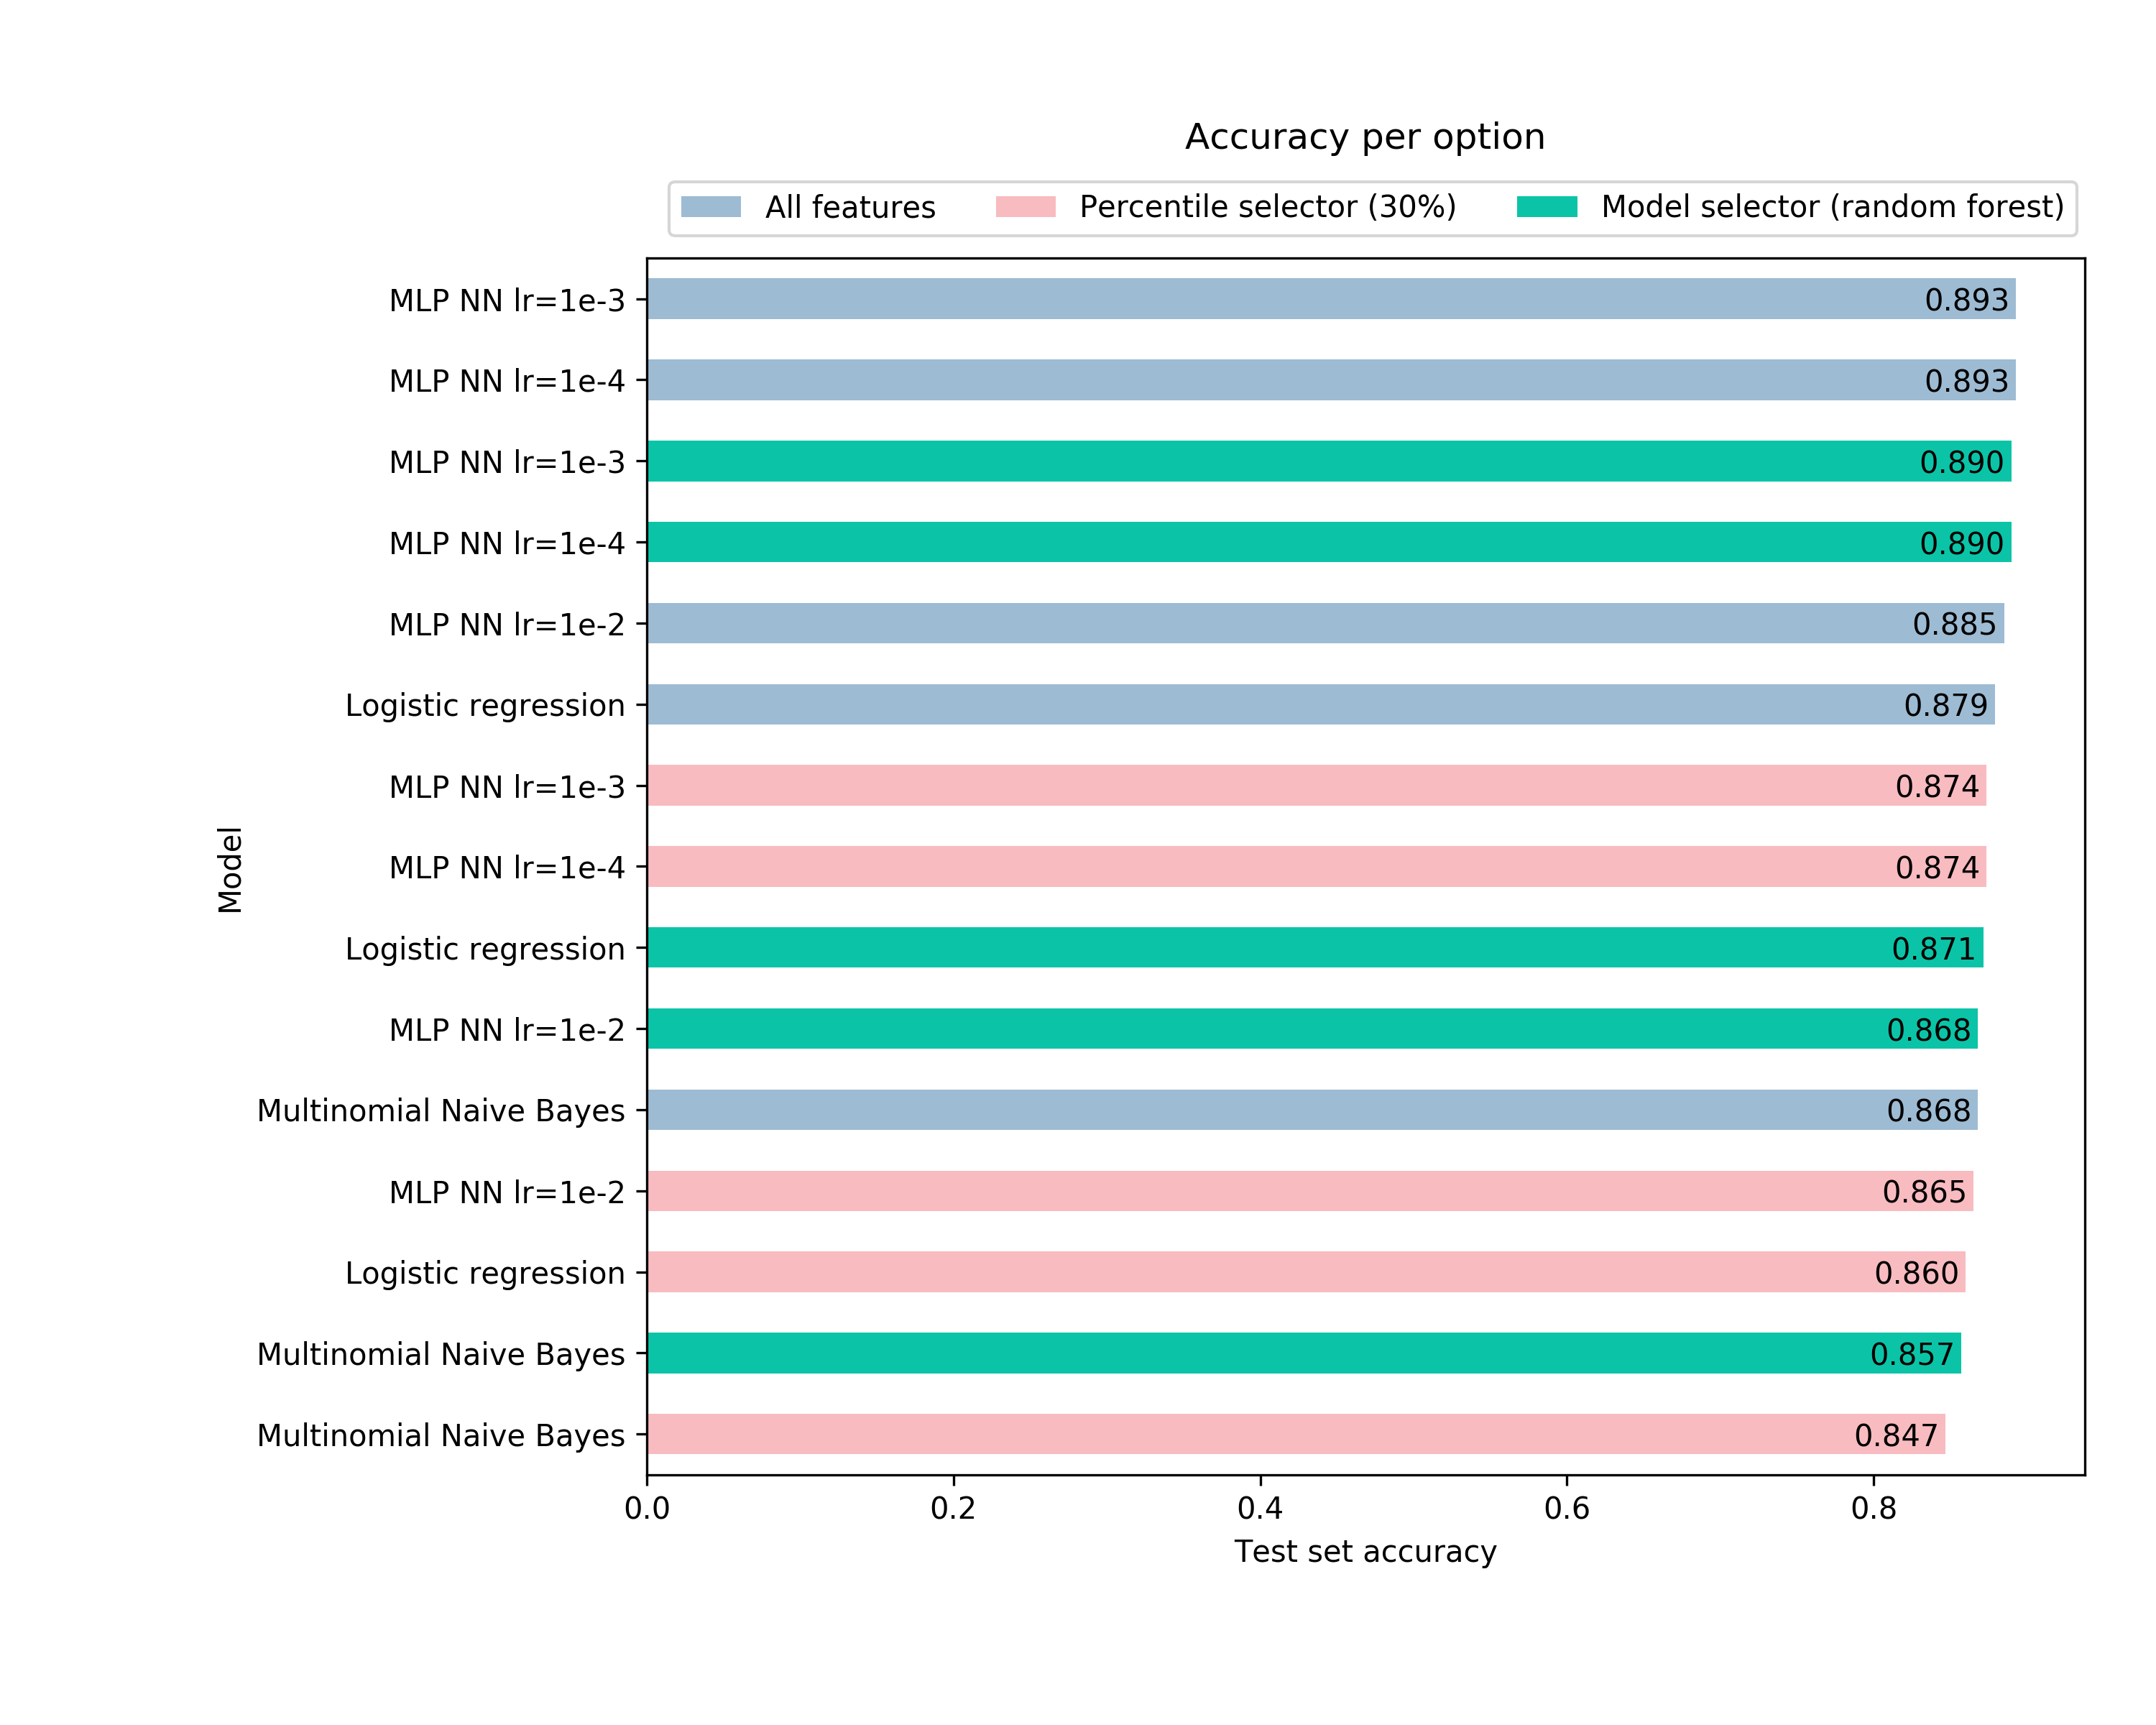 Accuracy per option
All features Percentile selector (30%) Model selector (random forest)
MLP NN lr=1e-3 0.893
MLP NN lr=1e-4 0.893
MLP NN lr=1e-3 0.890
MLP NN lr=1e-4 0.890
MLP NN lr=1e-2 0.885
Logistic regression 0.879
MLP NN lr=1e-3 0.874
MLP NN lr=1e-4 0.874
Logistic regression 0.871
MLP NN lr=1e-2 0.868
Multinomial Naive Bayes 0.868
MLP NN lr=1e-2 0.865
Logistic regression 0.860
Multinomial Naive Bayes 0.857
Multinomial Naive Bayes 0.847
Model
0.0 0.2 0.4 0.6 0.8
Test set accuracy